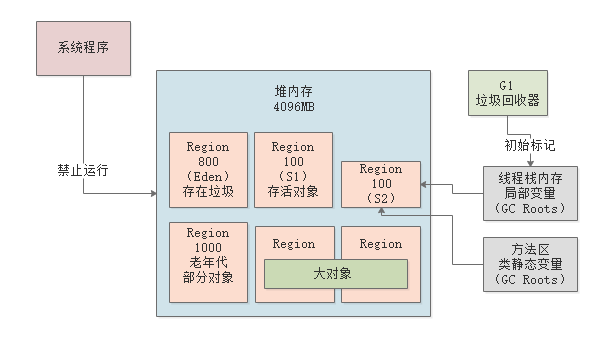 系统程序
禁止运行
堆内存
4096MB
Region
800
（Eden）
存在垃圾
Region
100
（S1）
存活对象
Region
100
（S2）
Region
1000
老年代
部分对象
Region
Region
大对象
G1
垃圾回收器
初始标记
线程栈内存
局部变量
（GC Roots）
方法区
类静态变量
（GC Roots）